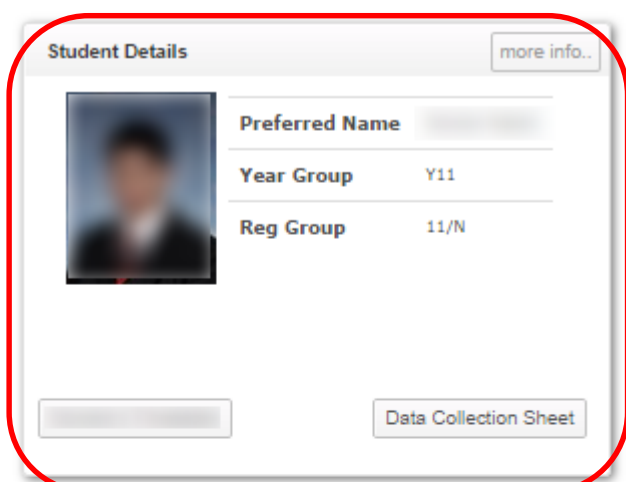 Student Details more info..
Preferred Name
Year Group Y11
Reg Group 11/N
Data Collection Sheet